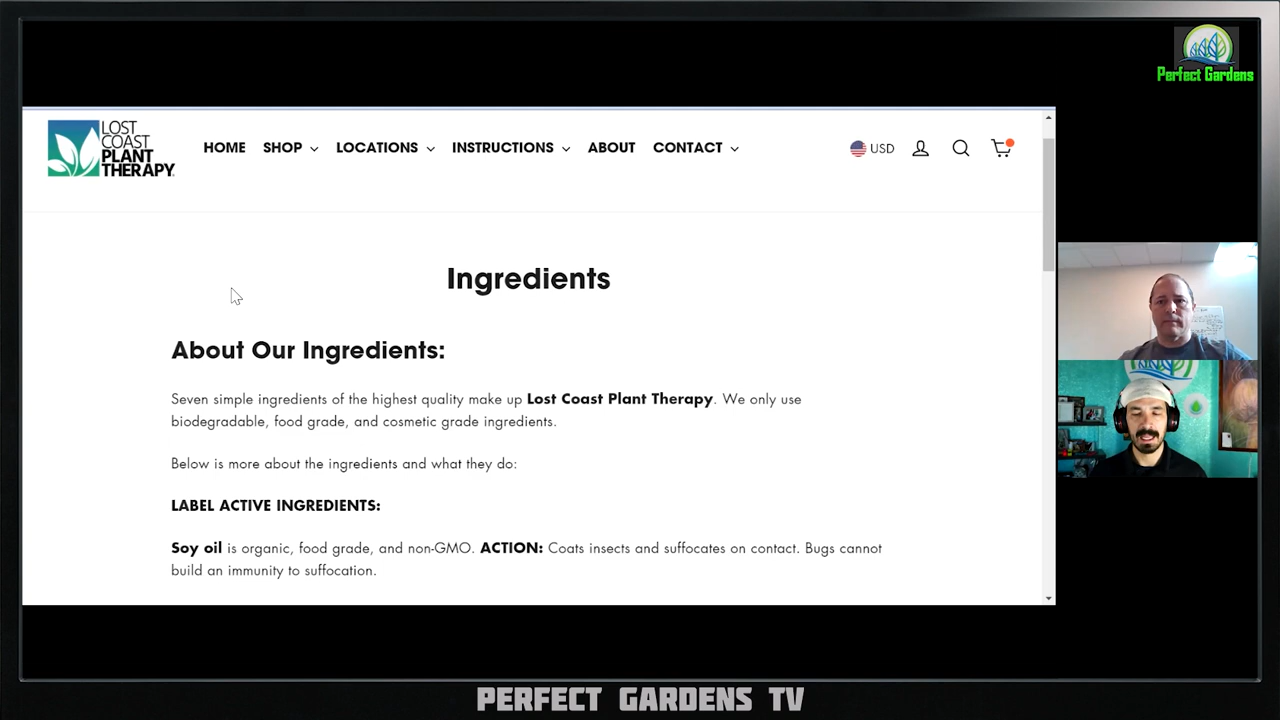 Perfect Gardens
LOST
COAST
PLANT
THERAPY.
HOME SHOP LOCATIONS INSTRUCTIONS ABOUT CONTACT
USD
Ingredients
About Our Ingredients:
Seven simple ingredients of the highest quality make up Lost Coast Plant Therapy. We only use
biodegradable, food grade, and cosmetic grade ingredients.
Below is more about the ingredients and what they do:
LABEL ACTIVE INGREDIENTS:
Soy oil is organic, food grade, and non-GMO. ACTION: Coats insects and suffocates on contact. Bugs cannot
build an immunity to suffocation.
PERFECT GARDENS TV